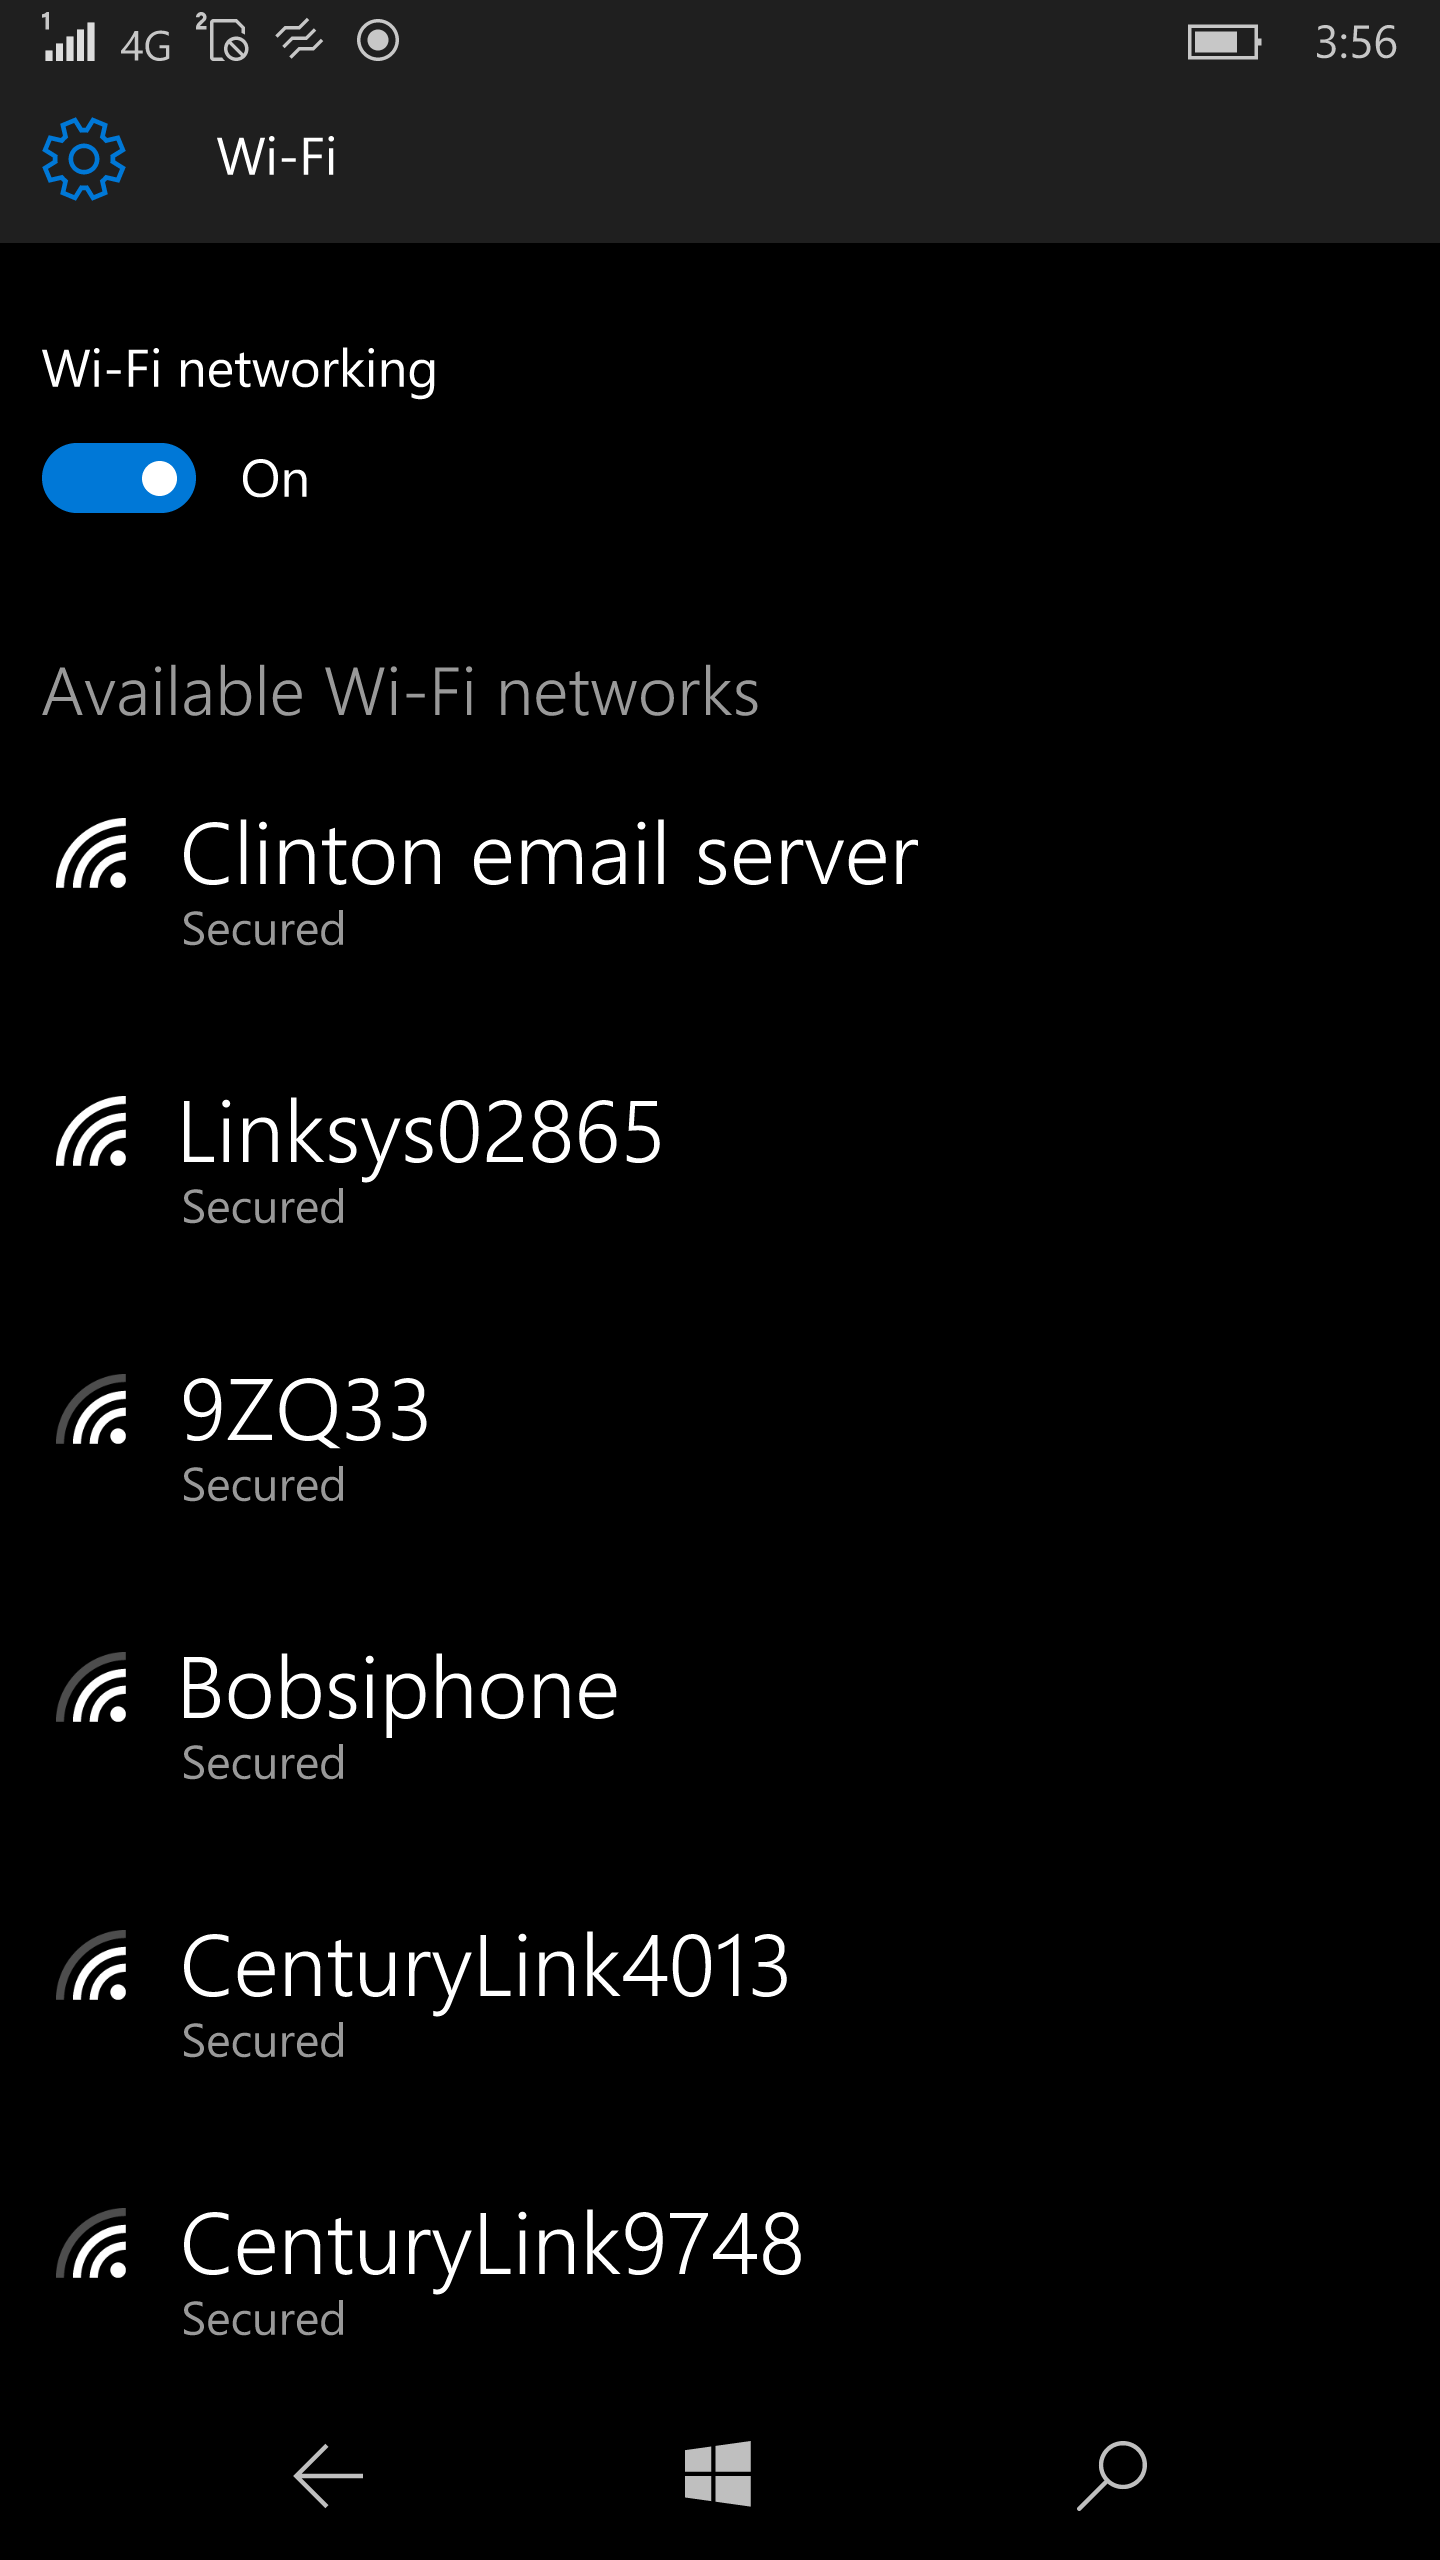 1 4G 2 3:56
Wi-Fi
Wi-Fi networking
On
Available Wi-Fi networks
Clinton email server
Secured
Linksys02865
Secured
9ZQ33
Secured
Bobsiphone
Secured
CenturyLink4013
Secured
CenturyLink9748
Secured